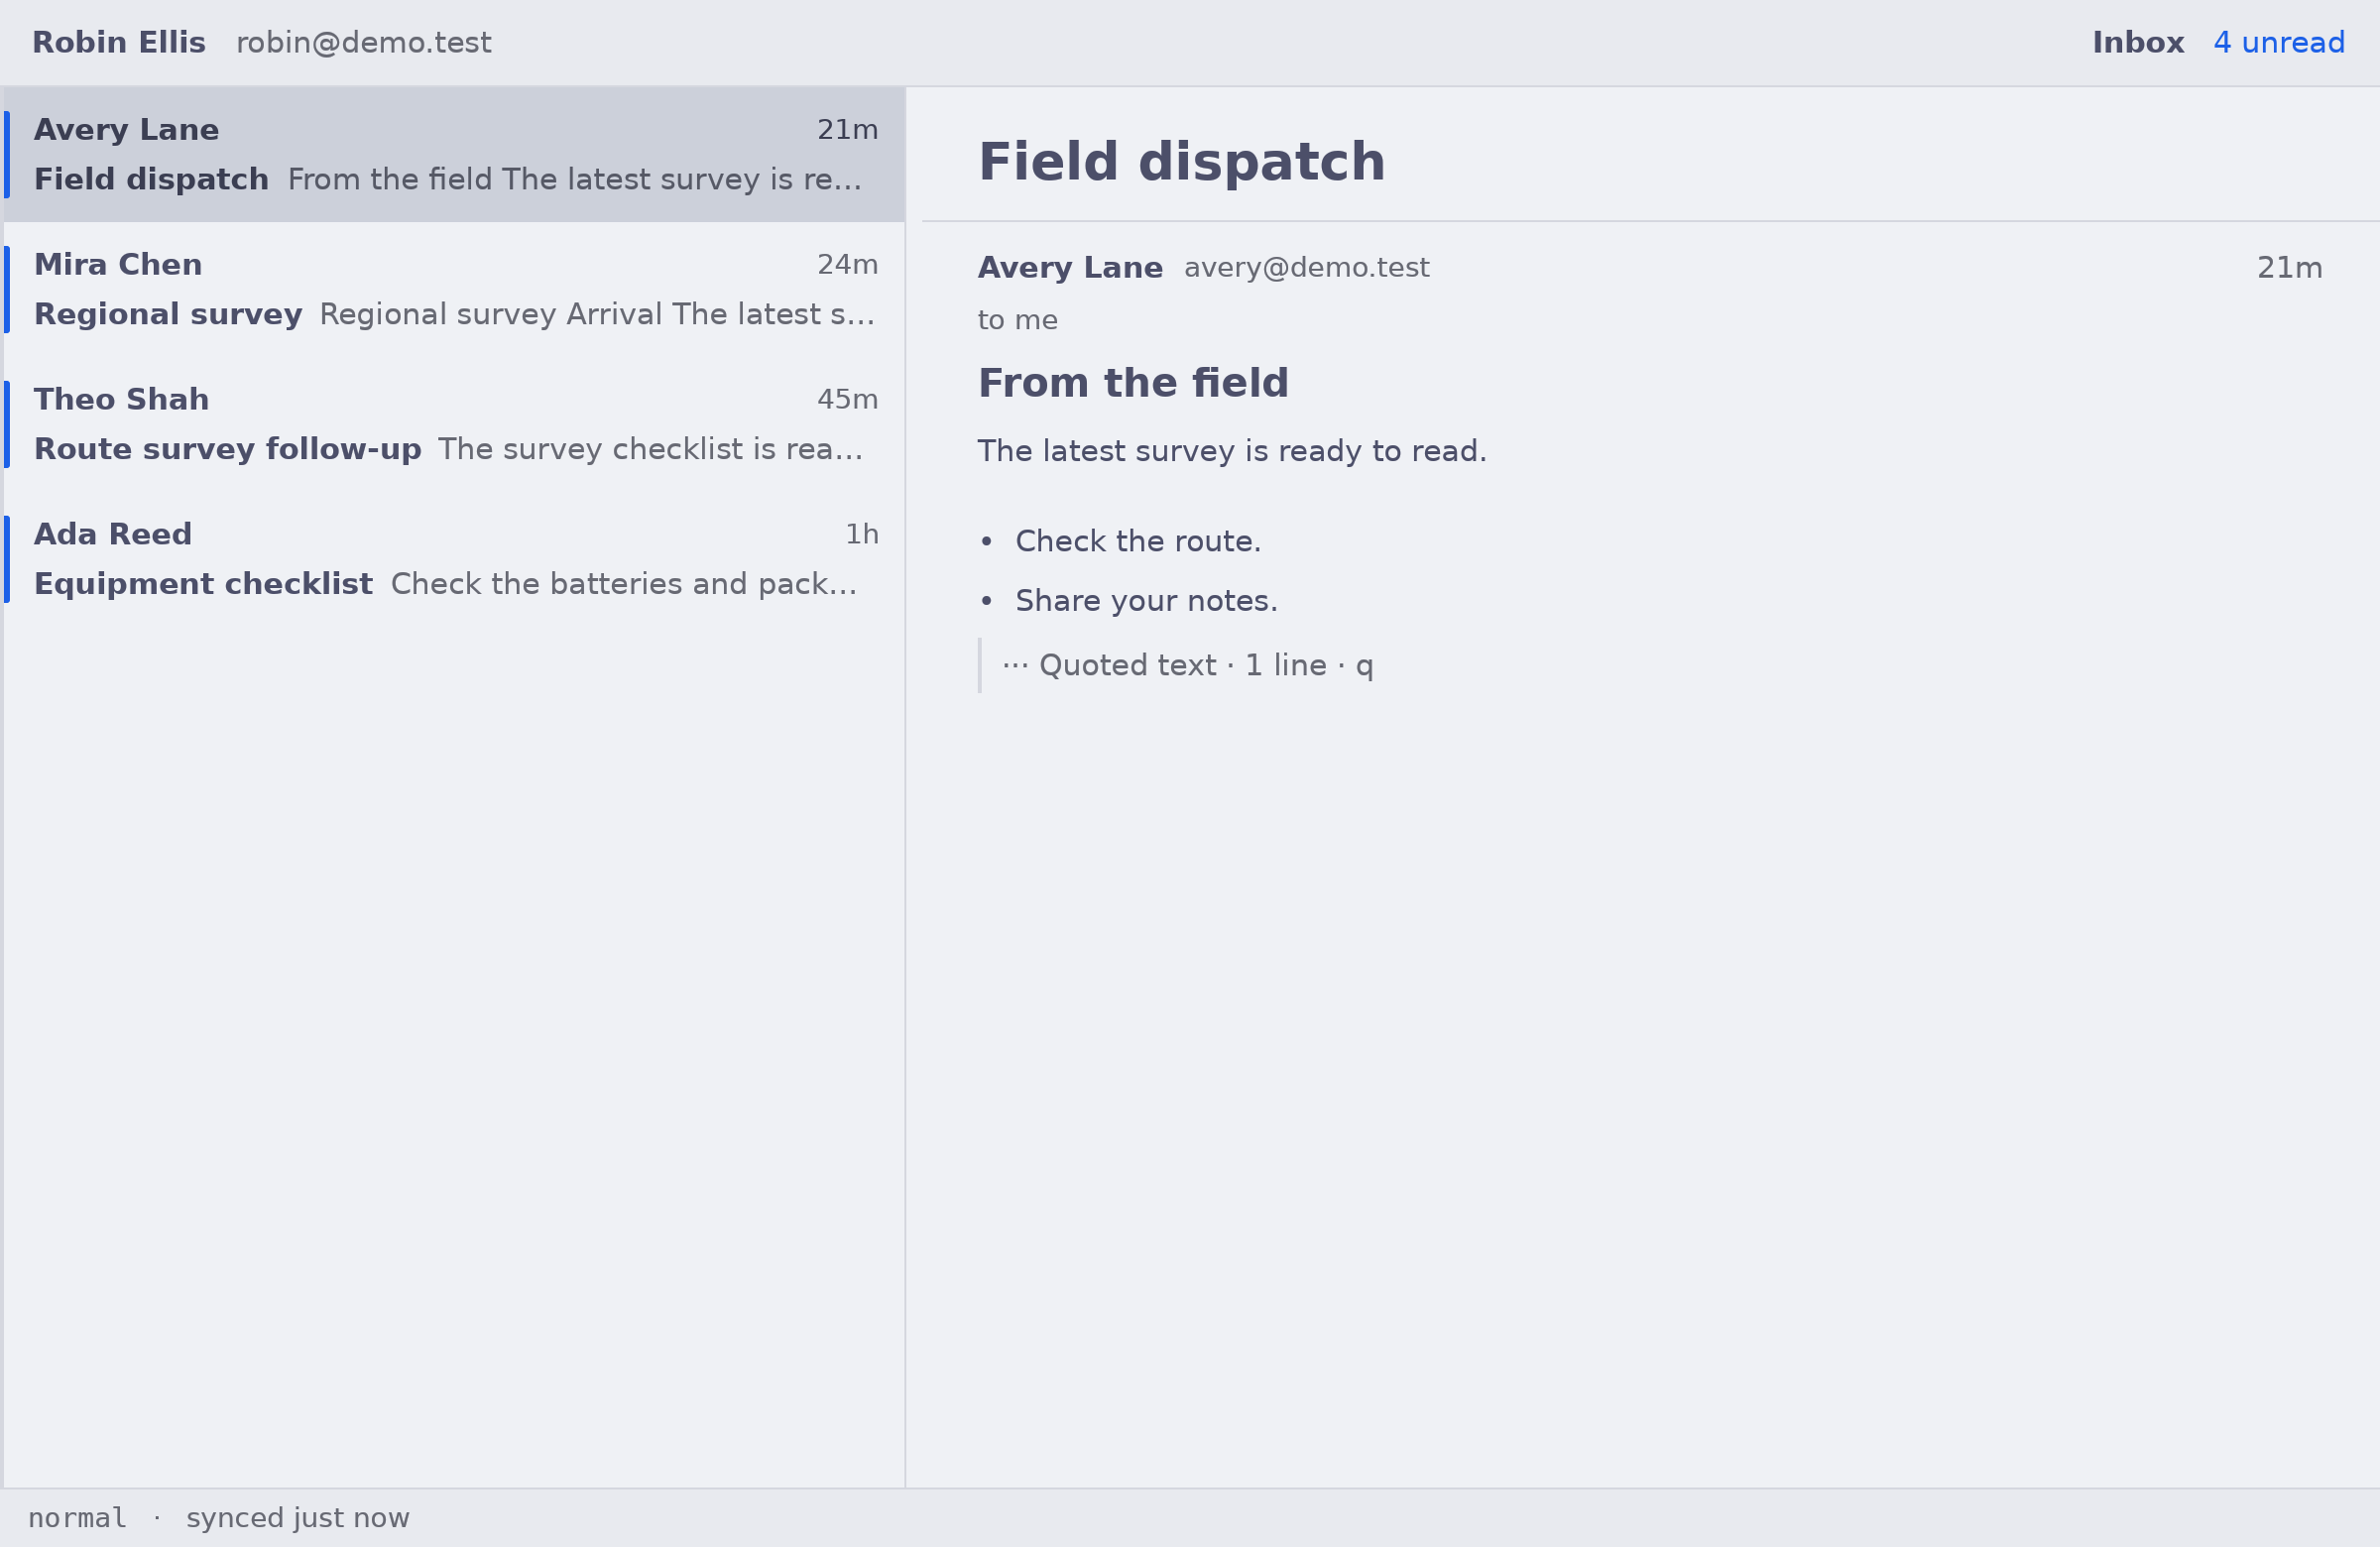 Robin Ellis robin@demo.test Inbox 4 unread
Avery Lane 21m
Field dispatch From the field The latest survey is re...
Mira Chen 24m
Regional survey Regional survey Arrival The latest s...
Theo Shah 45m
Route survey follow-up The survey checklist is rea...
Ada Reed 1h
Equipment checklist Check the batteries and pack...
Field dispatch
Avery Lane avery@demo.test 21m
to me
From the field
The latest survey is ready to read.
• Check the route.
• Share your notes.
··· Quoted text · 1 line · q
normal · synced just now